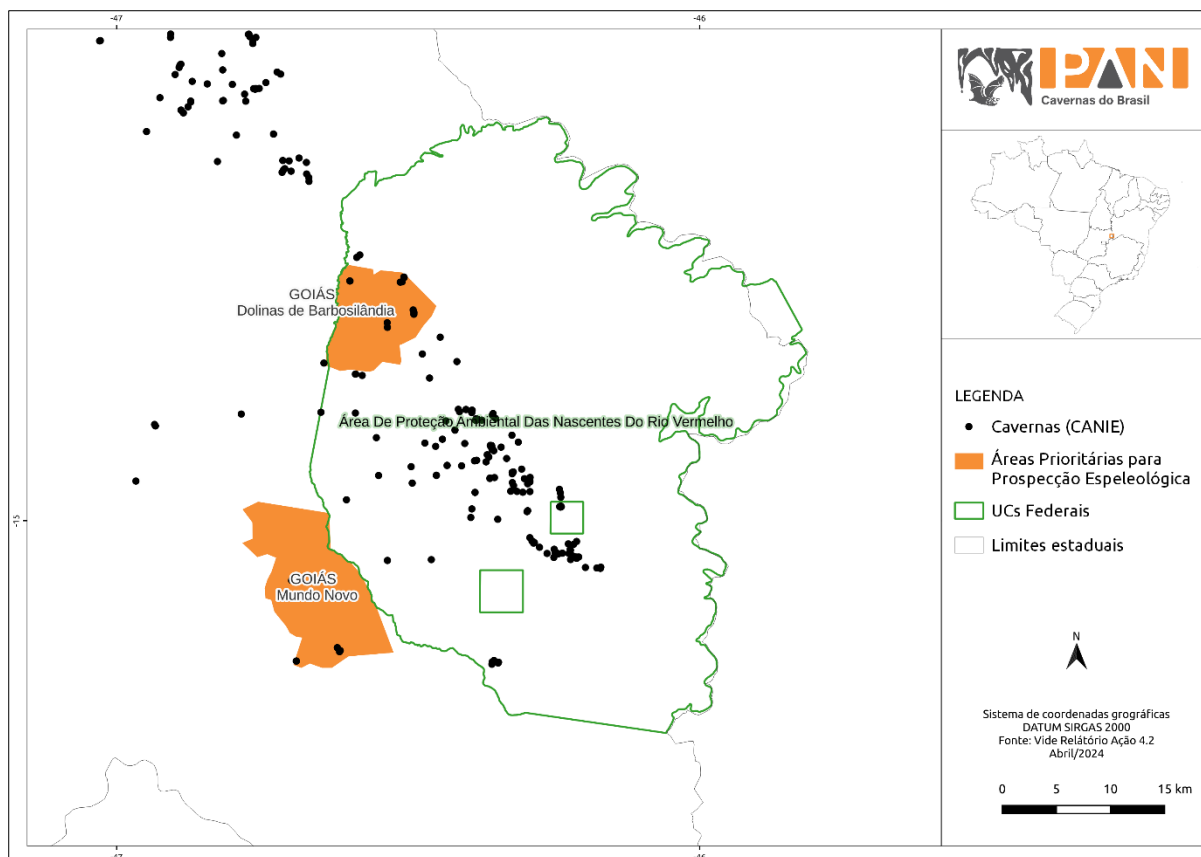 -47
-46
GOIÁS
Dolinas de Barbosilândia
Área De Proteção Ambiental Das Nascentes Do Rio Vermelho
-15
GOIÁS
Mundo Novo
-47
-46
PAN
Cavernas do Brasil
LEGENDA
Cavernas (CANIE)
Áreas Prioritárias para
Prospecção Espeleológica
UCs Federais
Limites estaduais
N
Sistema de coordenadas grográficas
DATUM SIRGAS 2000
Fonte: Vide Relátório Ação 4.2
Abril/2024
0 5 10 15 km